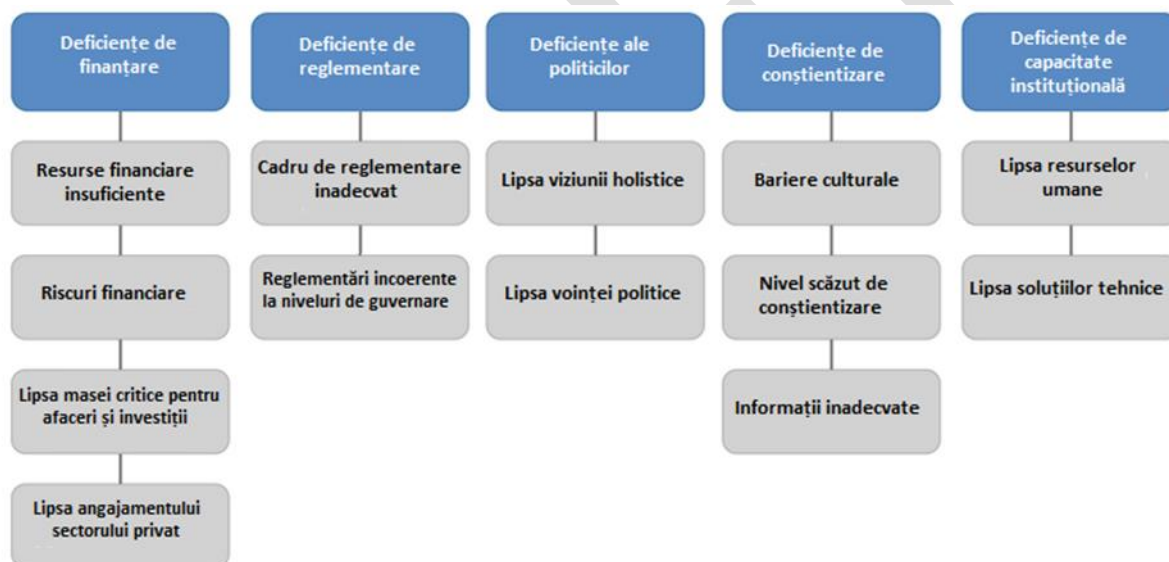 Deficiențe de
finanțare
Resurse financiare
insuficiente
Riscuri financiare
Lipsa masei critice pentru
afaceri și investiții
Lipsa angajamentului
sectorului privat
Deficiențe de
reglementare
Cadru de reglementare
inadecvat
Reglementări incoerente
la niveluri de guvernare
Deficiențe ale
politicilor
Lipsa viziunii holistice
Lipsa voinței politice
Deficiențe de
conștientizare
Bariere culturale
Nivel scăzut de
conștientizare
Informații inadecvate
Deficiențe de
capacitate
instituțională
Lipsa resurselor
umane
Lipsa soluțiilor tehnice